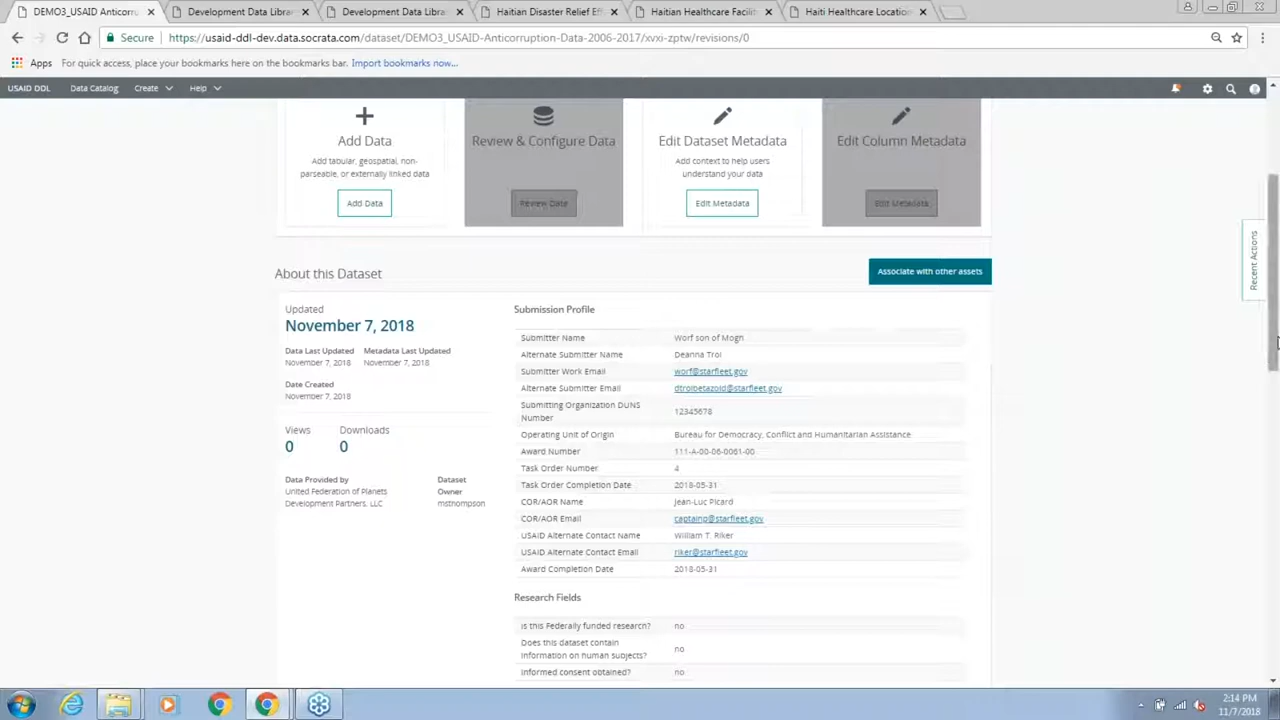 DEMO3_USAID Anticorru
Development Data Libra
Development Data Libra
Haitian Disaster Relief Ef
Haitian Healthcare Facili
Haiti Healthcare Location
Secure
https://usaid-ddl-dev.data.socrata.com/dataset/DEMO3_USAID-Anticorruption-Data-2006-2017/xvxi-zptw/revisions/0
Apps
For quick access, place your bookmarks here on the bookmarks bar. Import bookmarks now...
USAID DDL
Data Catalog
Create
Help
Add Data
Add tabular, geospatial, non-
parseable, or externally linked data
Add Data
Review & Configure Data
Review Data
Edit Dataset Metadata
Add context to help users
understand your data
Edit Metadata
Edit Column Metadata
Edit Metadata
Recent Actions
About this Dataset
Associate with other assets
Updated
November 7, 2018
Data Last Updated
November 7, 2018
Metadata Last Updated
November 7, 2018
Date Created
November 7, 2018
Views
0
Downloads
0
Data Provided by
United Federation of Planets
Development Partners, LLC
Dataset
Owner
mstnompson
Submission Profile
Submitter Name Worf son of Mogh
Alternate Submitter Name Deanna Troi
Submitter Work Email worf@starfleet.gov
Alternate Submitter Email dtroibetazoid@starfleet.gov
Submitting Organization DUNS
Number
12345678
Operating Unit of Origin Bureau for Democracy, Conflict and Humanitarian Assistance
Award Number 111-A-00-06-0061-00
Task Order Number 4
Task Order Completion Date 2018-05-31
COR/AOR Name Jean-Luc Picard
COR/AOR Email captainp@starfleet.gov
USAID Alternate Contact Name William T. Riker
USAID Alternate Contact Email riker@starfleet.gov
Award Completion Date 2018-05-31
Research Fields
Is this Federally funded research? no
Does this dataset contain
information on human subjects?
no
Informed consent obtained? no
2:14 PM
11/7/2018